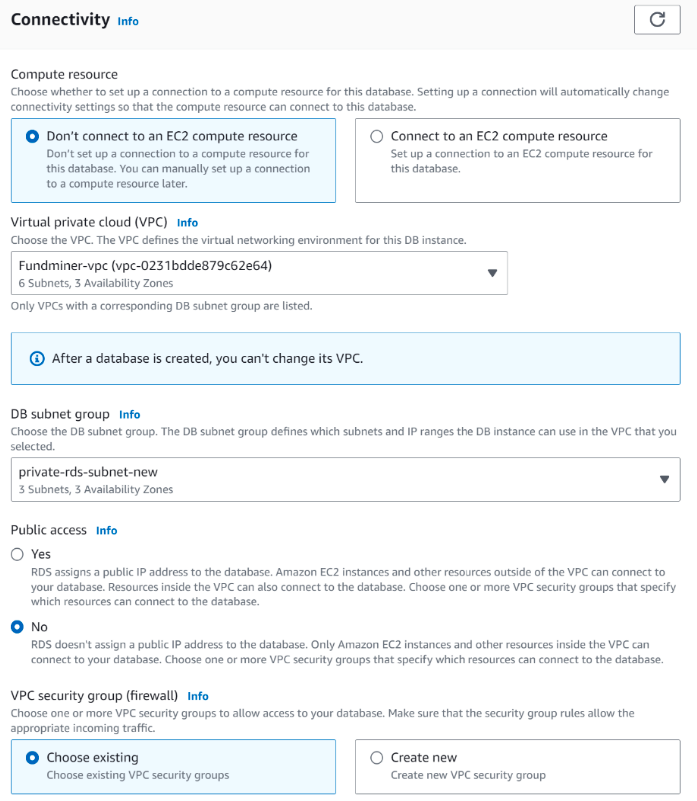 Connectivity Info
Compute resource
Choose whether to set up a connection to a compute resource for this database. Setting up a connection will automatically change
connectivity settings so that the compute resource can connect to this database.
Don't connect to an EC2 compute resource
Don't set up a connection to a compute resource for
this database. You can manually set up a connection
to a compute resource later.
Connect to an EC2 compute resource
Set up a connection to an EC2 compute resource for
this database.
Virtual private cloud (VPC) Info
Choose the VPC. The VPC defines the virtual networking environment for this DB instance.
Fundminer-vpc (vpc-0231bdde879c62e64)
6 Subnets, 3 Availability Zones
Only VPCs with a corresponding DB subnet group are listed.
After a database is created, you can't change its VPC.
DB subnet group Info
Choose the DB subnet group. The DB subnet group defines which subnets and IP ranges the DB instance can use in the VPC that you
selected.
private-rds-subnet-new
3 Subnets, 3 Availability Zones
Public access Info
Yes
RDS assigns a public IP address to the database. Amazon EC2 instances and other resources outside of the VPC can connect to
your database. Resources inside the VPC can also connect to the database. Choose one or more VPC security groups that specify
which resources can connect to the database.
No
RDS doesn't assign a public IP address to the database. Only Amazon EC2 instances and other resources inside the VPC can
connect to your database. Choose one or more VPC security groups that specify which resources can connect to the database.
VPC security group (firewall) Info
Choose one or more VPC security groups to allow access to your database. Make sure that the security group rules allow the
appropriate incoming traffic.
Choose existing
Choose existing VPC security groups
Create new
Create new VPC security group